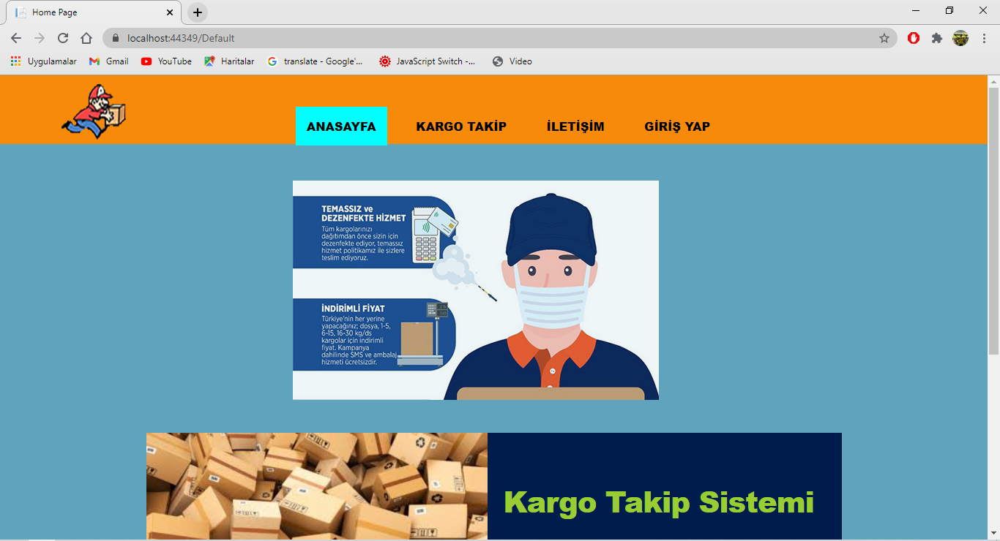 Home Page
localhost:44349/Default
Uygulamalar
Gmail
YouTube
Haritalar
translate - Google'...
JavaScript Switch -...
Video
ANASAYFA
KARGO TAKİP
İLETİŞİM
GİRİŞ YAP
TEMASSIZ ve
DEZENFEKTE HİZMET
Tüm kargolarınızı
dağıtımdan önce sizin için
dezenfekte ediyor, temassız
hizmet politikamız ile sizlere
teslim ediyoruz.
İNDİRİMLİ FİYAT
Türkiye'nin her yerine
yapacağınız; dosya, 1-5,
6-15, 16-30 kg/ds
kargolar için indirimli
fiyat. Kampanya
dahilinde SMS ve ambalaj
hizmeti ücretsizdir.
Kargo Takip Sistemi